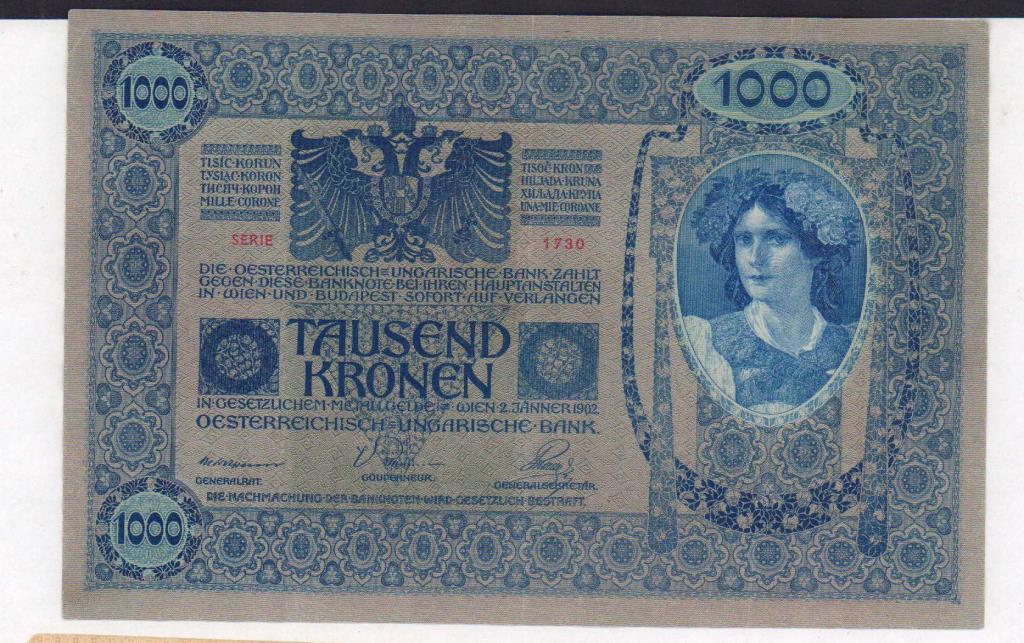 1000
1000
TISÍC·KORUN
TYSIĄC·KORON
ТИСЯЧ·КОРОН
MILLE·CORONE
TISOČ·KRON
HILJADA·KRUNA
ХИЉАДА·КРУНА
UNA·MIE·COROANE
SERIE 1730
DIE·OESTERREICHISCH=UNGARISCHE·BANK·ZAHLT
GEGEN·DIESE·BANKNOTE·BEI·IHREN·HAUPTANSTALTEN
IN·WIEN·UND·BUDAPEST·SOFORT·AUF·VERLANGEN
TAUSEND
KRONEN
IN·GESETZLICHEM·METALLGELDE=WIEN·2.JÄNNER 1902
OESTERREICHISCH=UNGARISCHE·BANK.
GENERALRAT. GOUVERNEUR. GENERALSEKRETÄR.
DIE·NACHMACHUNG·DER·BANKNOTEN·WIRD·GESETZLICH·BESTRAFT.
1000